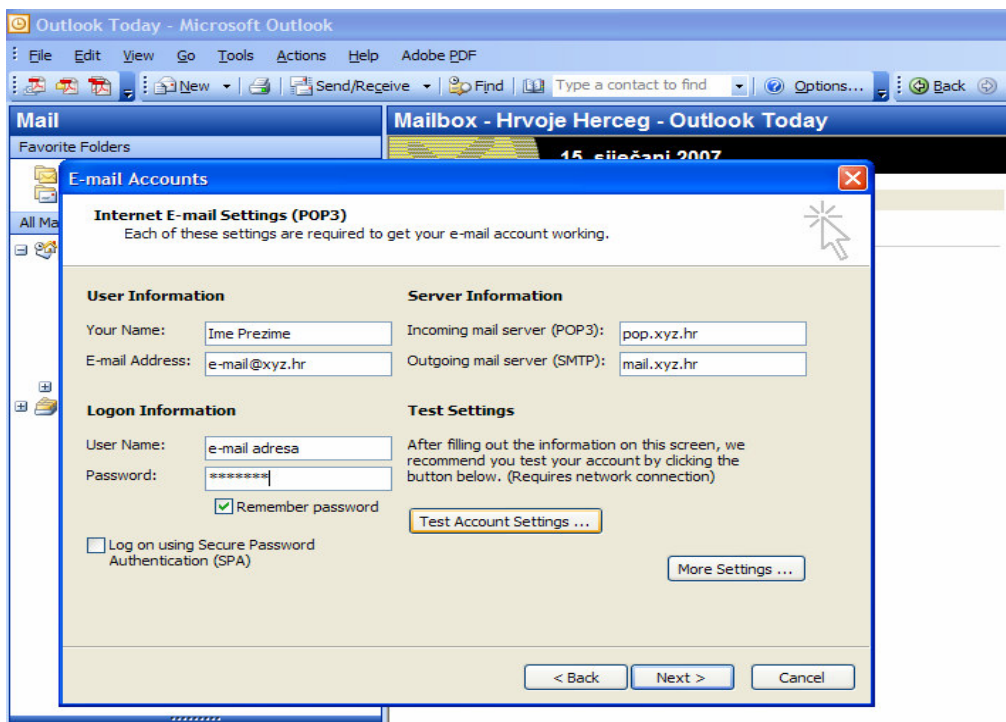 Outlook Today - Microsoft Outlook
File Edit View Go Tools Actions Help Adobe PDF
New Send/Receive Find Type a contact to find Options... Back
Mail
Mailbox - Hrvoje Herceg - Outlook Today
Favorite Folders
15. siječanj 2007
E-mail Accounts
All Ma
Internet E-mail Settings (POP3)
Each of these settings are required to get your e-mail account working.
User Information
Your Name: Ime Prezime
E-mail Address: e-mail@xyz.hr
Server Information
Incoming mail server (POP3): pop.xyz.hr
Outgoing mail server (SMTP): mail.xyz.hr
Logon Information
User Name: e-mail adresa
Password: *******
Remember password
Log on using Secure Password
Authentication (SPA)
Test Settings
After filling out the information on this screen, we
recommend you test your account by clicking the
button below. (Requires network connection)
Test Account Settings ...
More Settings ...
< Back Next > Cancel